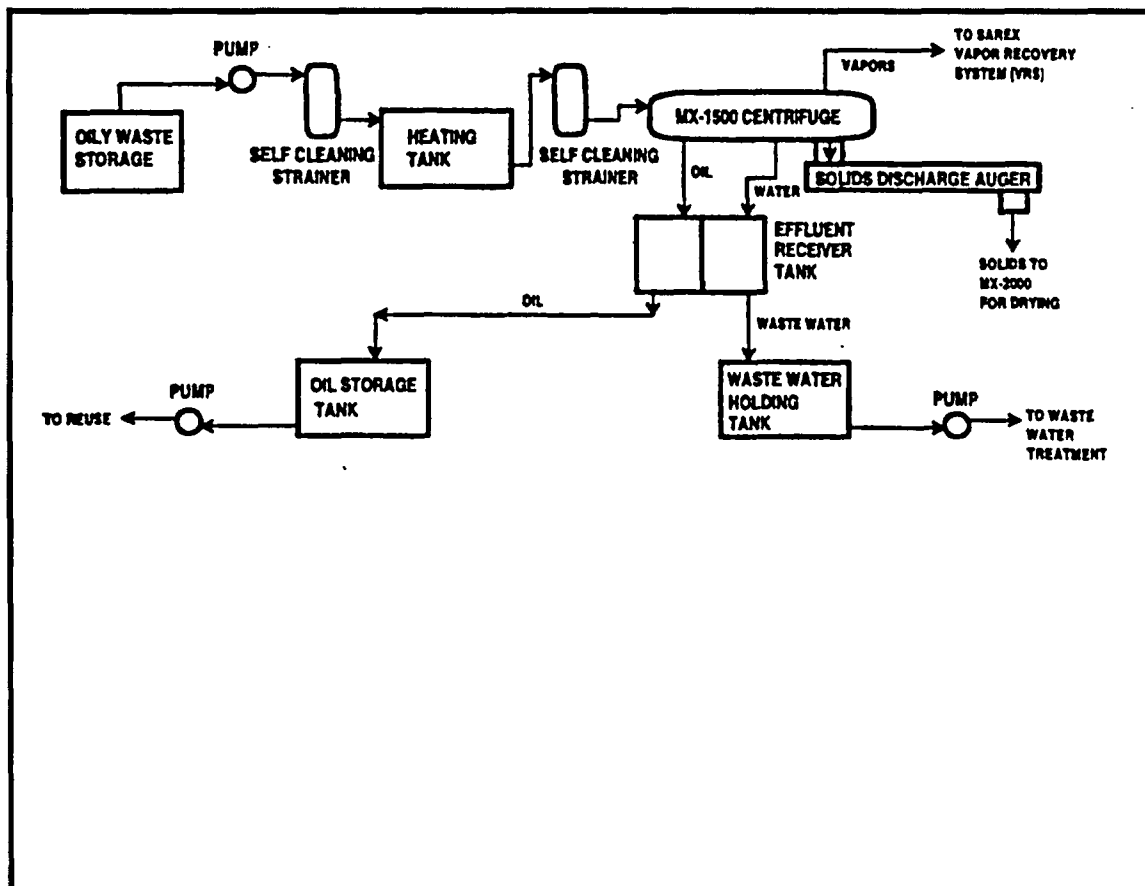 PUMP
OILY WASTE
STORAGE
SELF CLEANING
STRAINER
HEATING
TANK
SELF CLEANING
STRAINER
MX-1500 CENTRIFUGE
VAPORS
TO SAREX
VAPOR RECOVERY
SYSTEM (VRS)
OIL
WATER
SOLIDS DISCHARGE AUGER
SOLIDS TO
MX-2000
FOR DRYING
EFFLUENT
RECEIVER
TANK
OIL
WASTE WATER
OIL STORAGE
TANK
PUMP
TO REUSE
WASTE WATER
HOLDING
TANK
PUMP
TO WASTE
WATER
TREATMENT